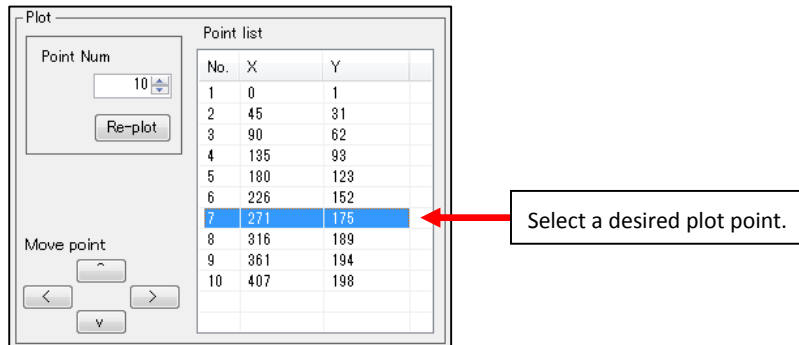 Plot
Point Num
10
Re-plot
Move point
^
< >
v
Point list
No. X Y
1 0 1
2 45 31
3 90 62
4 135 93
5 180 123
6 226 152
7 271 175
8 316 189
9 361 194
10 407 198
Select a desired plot point.